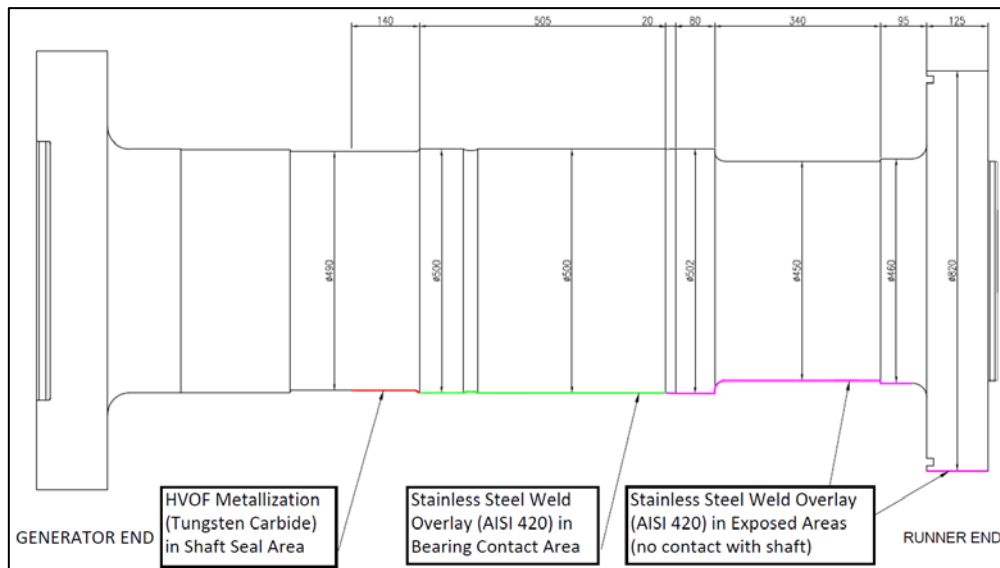 140 505 20 80 340 95 125
ø490 ø500 ø500 ø502 ø450 ø460 ø820
HVOF Metallization
(Tungsten Carbide)
in Shaft Seal Area
Stainless Steel Weld
Overlay (AISI 420) in
Bearing Contact Area
Stainless Steel Weld Overlay
(AISI 420) in Exposed Areas
(no contact with shaft)
GENERATOR END
RUNNER END